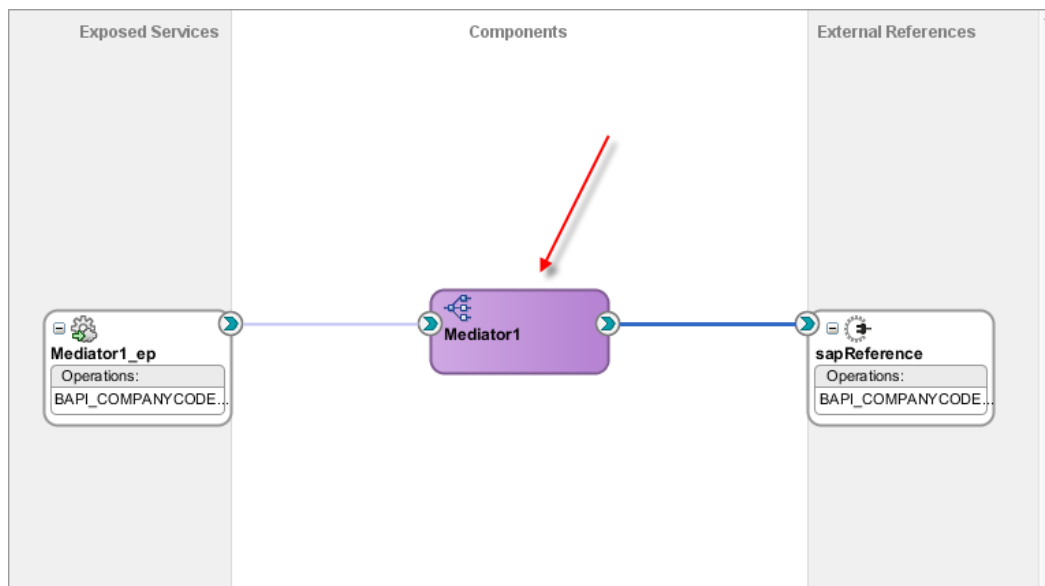 Exposed Services
Components
External References
Mediator1_ep
Operations:
BAPI_COMPANYCODE...
Mediator1
sapReference
Operations:
BAPI_COMPANYCODE...